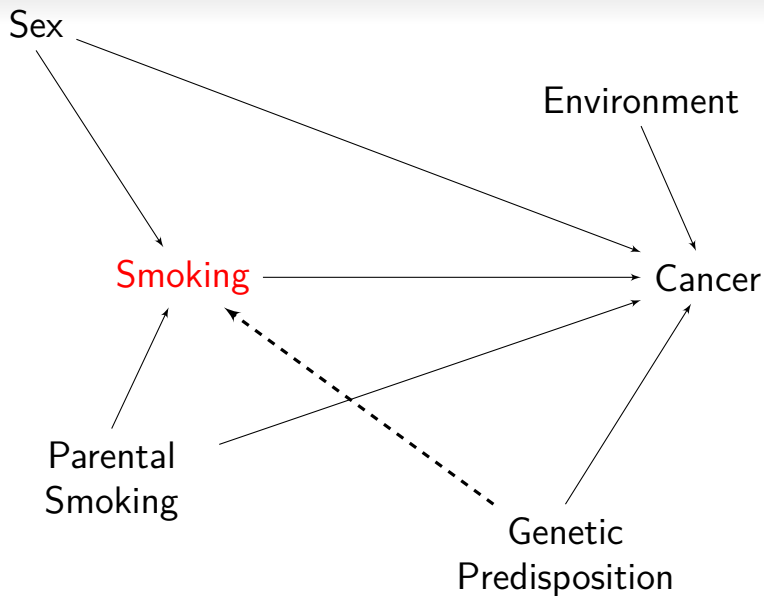 Sex
Environment
Smoking
Cancer
Parental
Smoking
Genetic
Predisposition